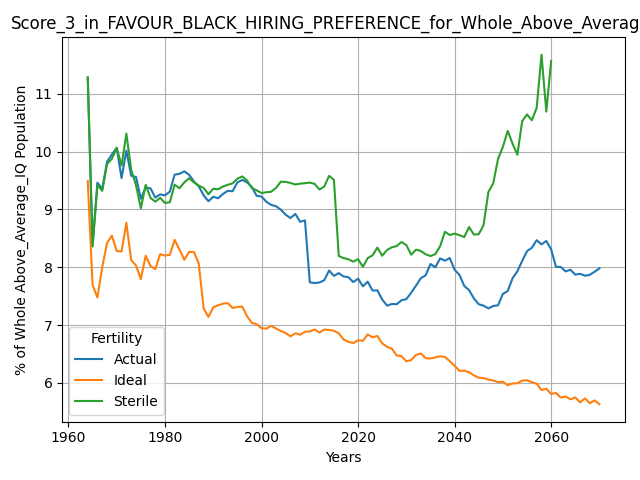 Score_3_in_FAVOUR_BLACK_HIRING_PREFERENCE_for_Whole_Above_Averag
% of Whole Above_Average_IQ Population
11
10
9
8
7
6
Fertility
Actual
Ideal
Sterile
1960 1980 2000 2020 2040 2060
Years